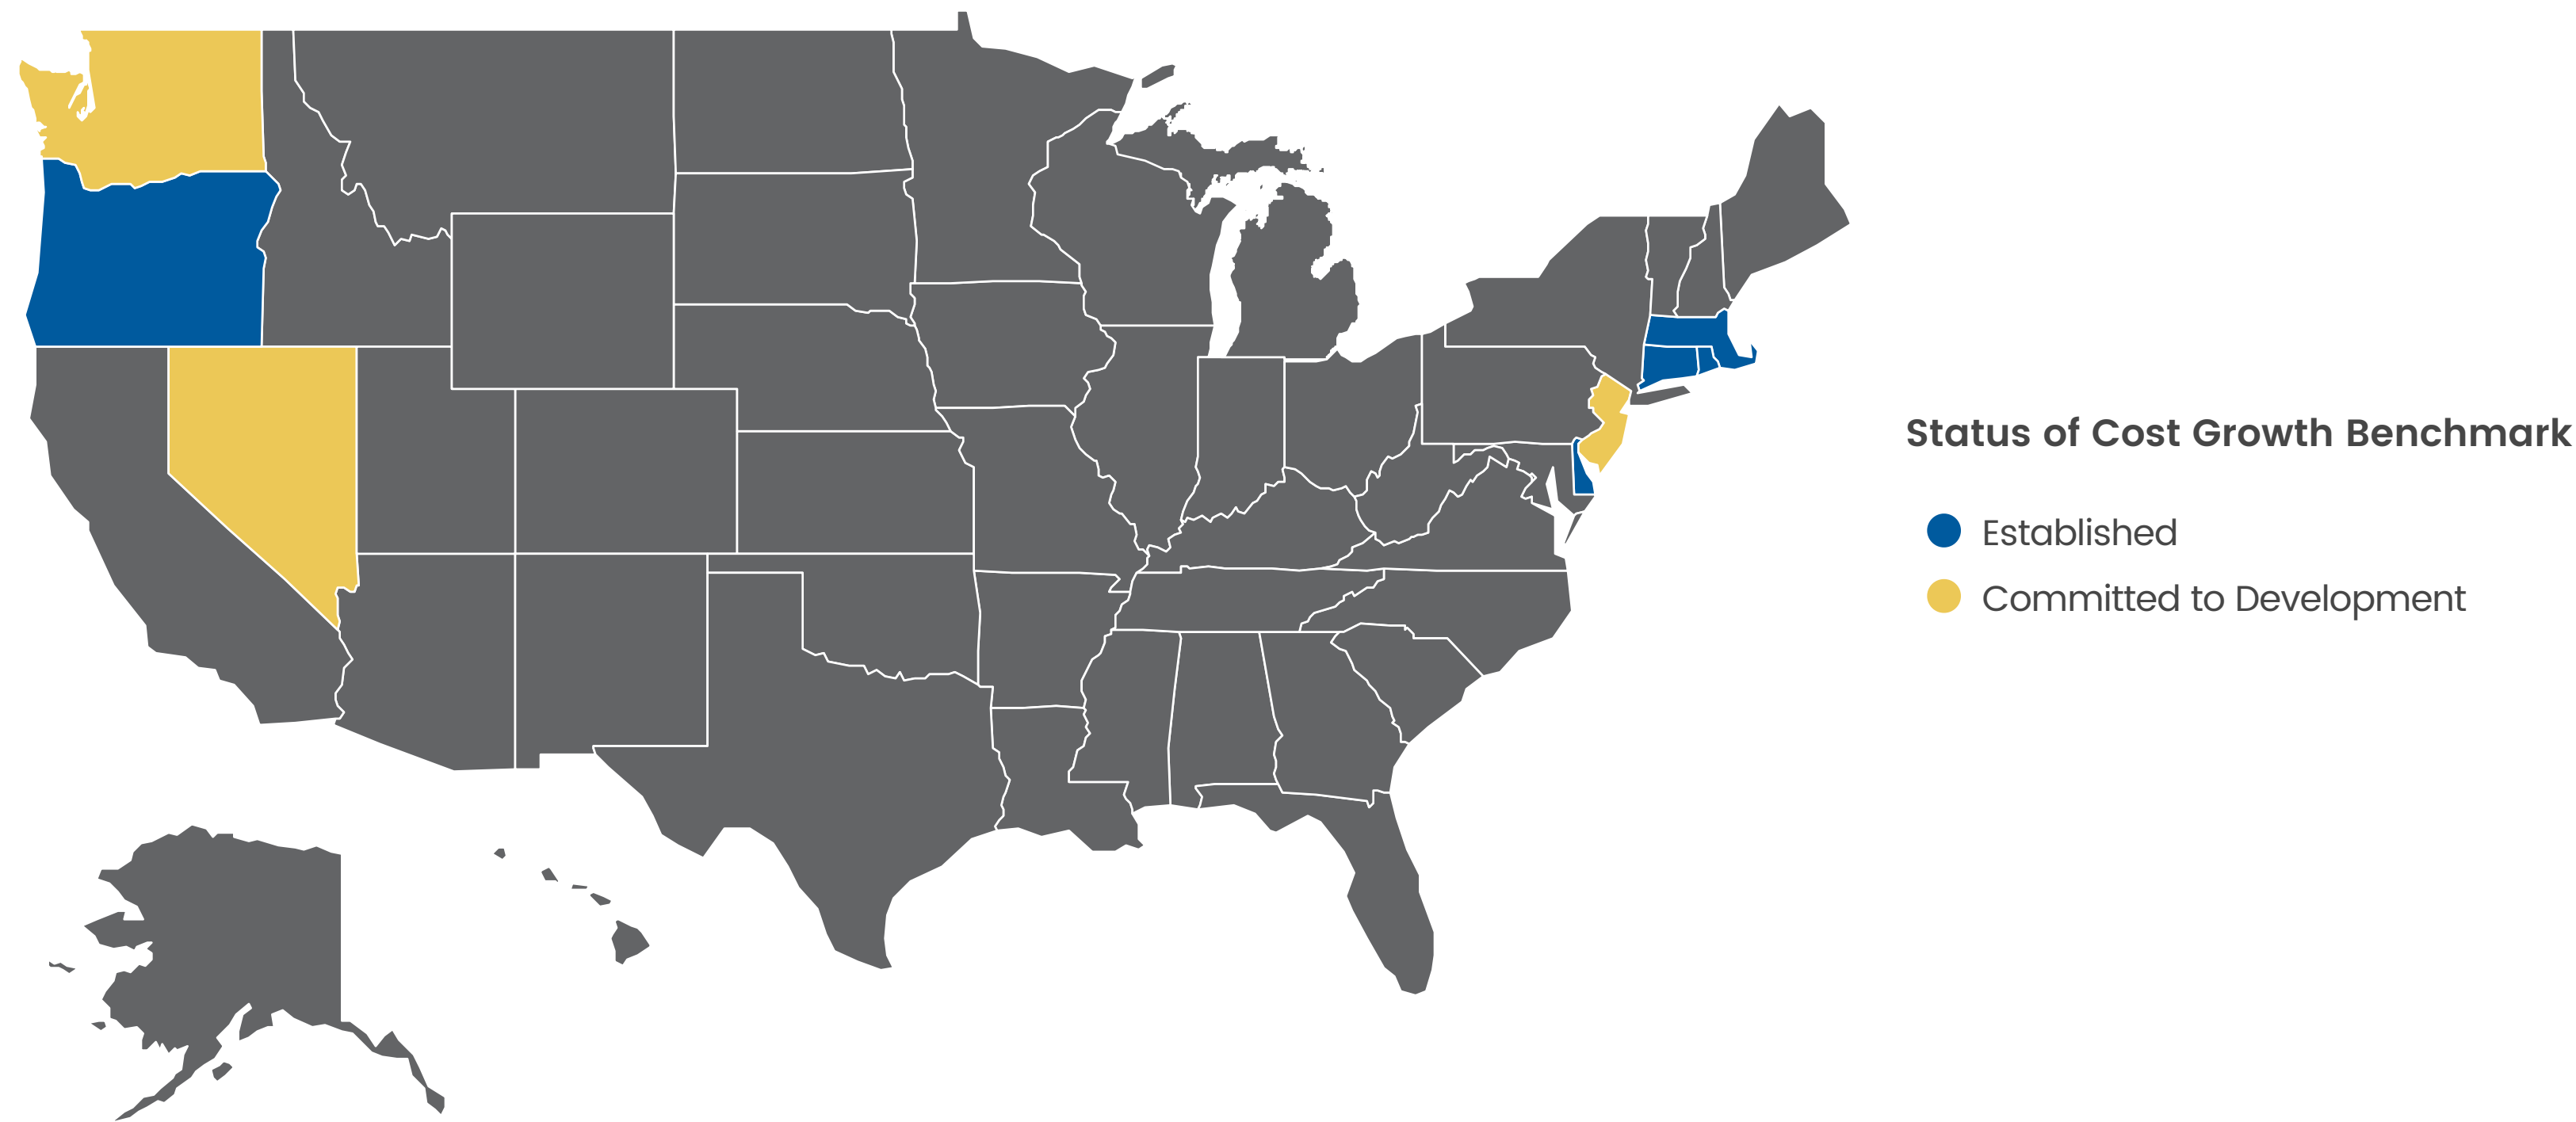 Status of Cost Growth Benchmark
Established
Committed to Development